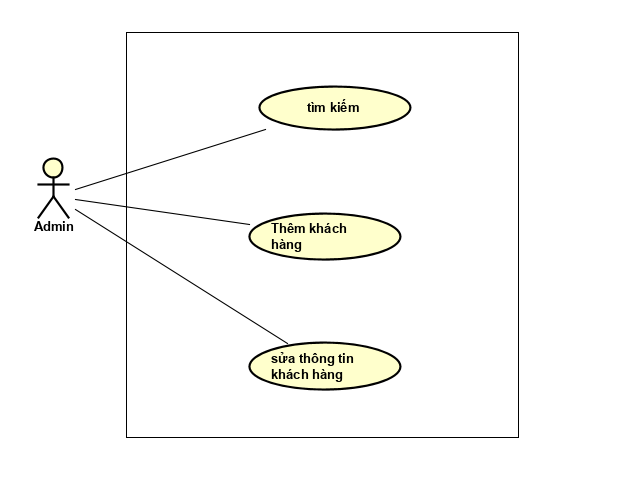 tìm kiếm
Thêm khách
hàng
Admin
sửa thông tin
khách hàng